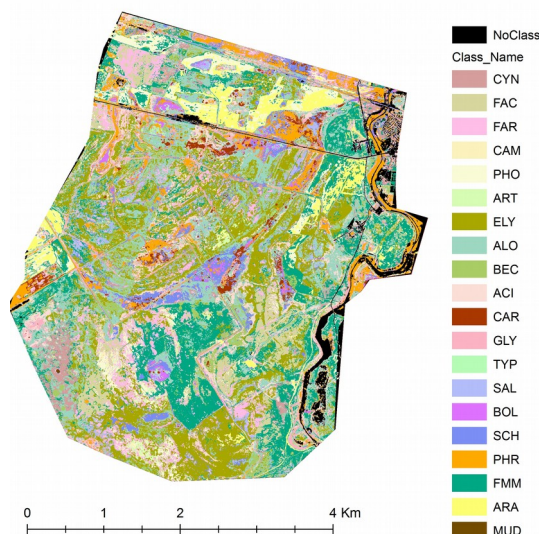 NoClass
Class_Name
CYN
FAC
FAR
CAM
PHO
ART
ELY
ALO
BEC
ACI
CAR
GLY
TYP
SAL
BOL
SCH
PHR
FMM
ARA
MUD
0 1 2 4 Km